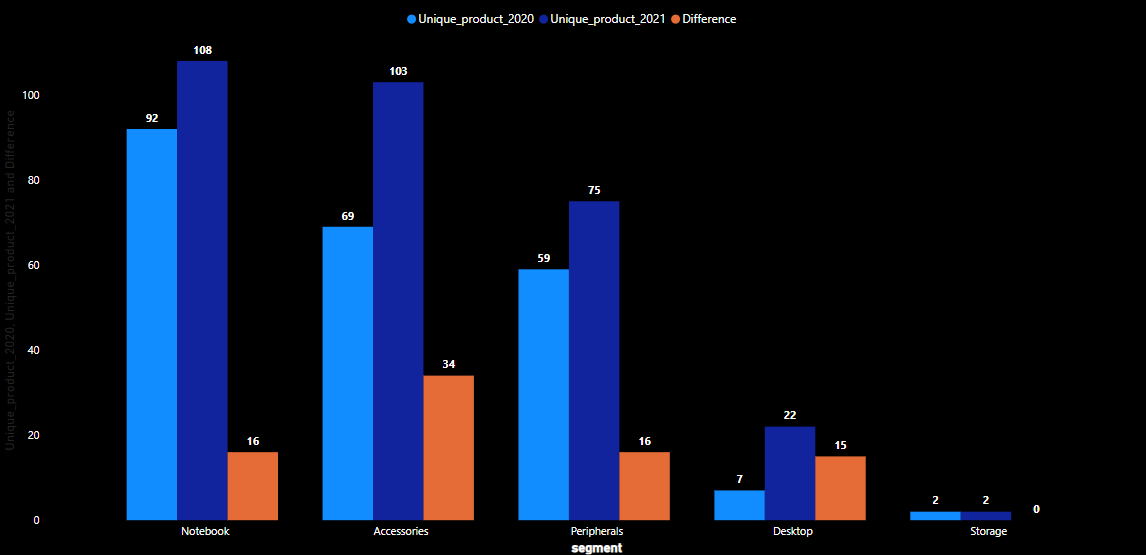 Unique_product_2020 Unique_product_2021 Difference
Unique_product_2020, Unique_product_2021 and Difference
100
80
60
40
20
0
92
108
16
69
103
34
59
75
16
7
22
15
2
2
0
Notebook
Accessories
Peripherals
Desktop
Storage
segment